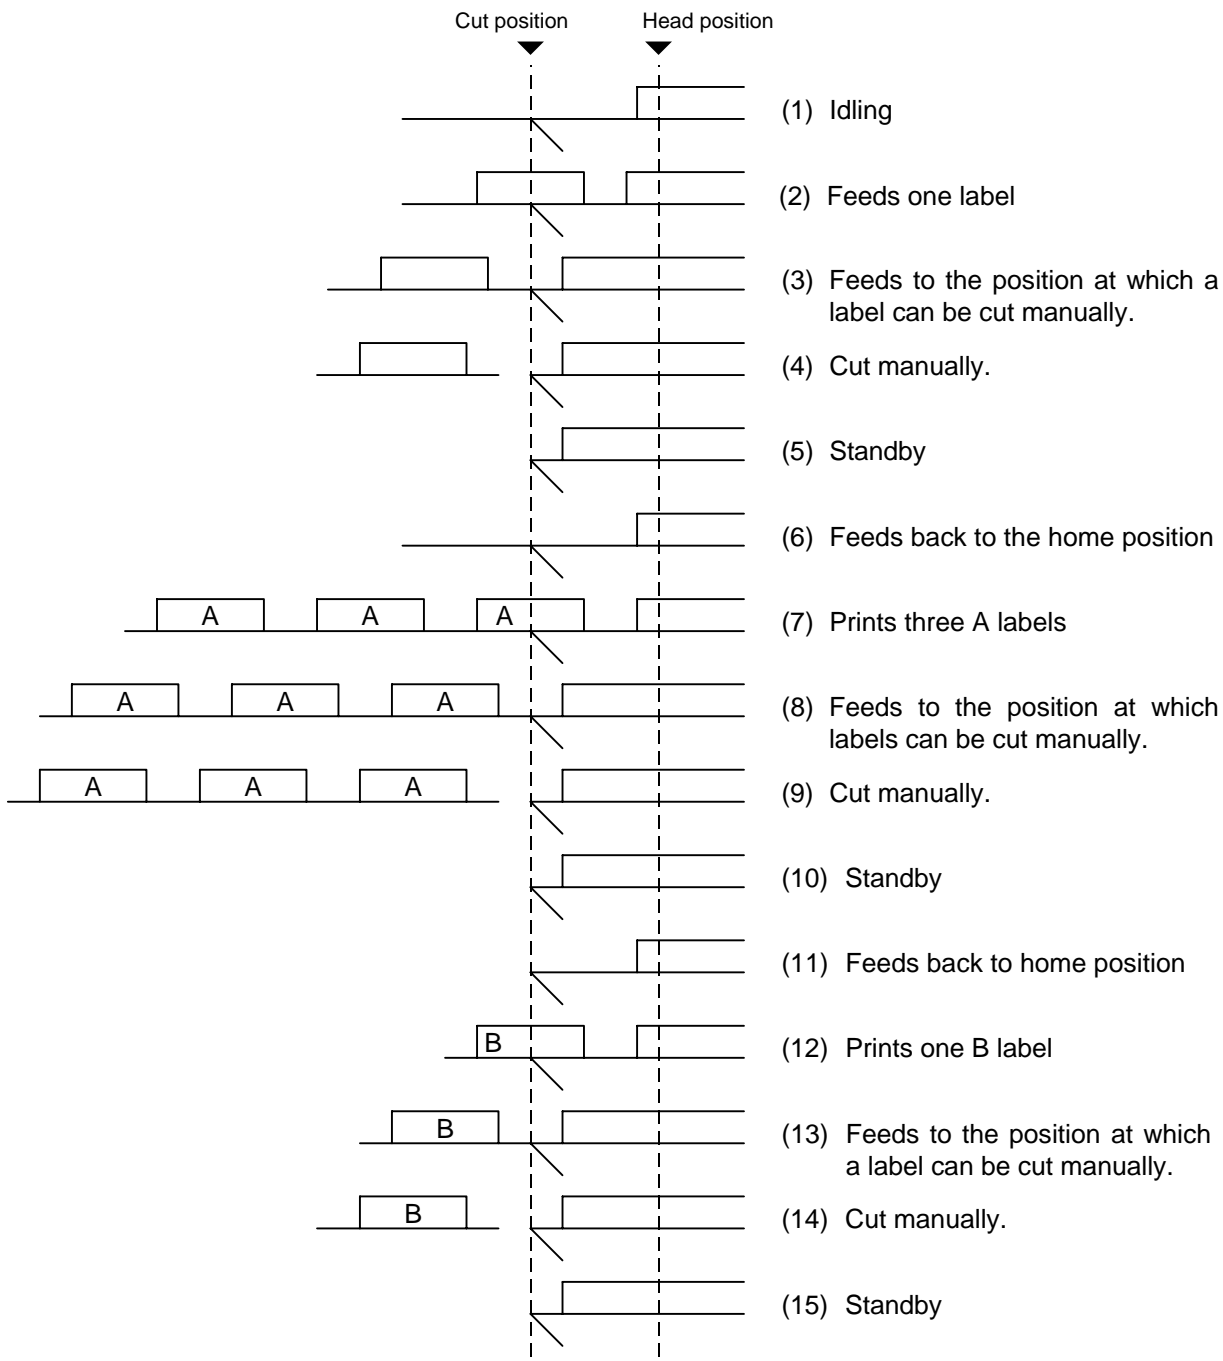 Cut position
Head position
(1) Idling
(2) Feeds one label
(3) Feeds to the position at which a
label can be cut manually.
(4) Cut manually.
(5) Standby
(6) Feeds back to the home position
A A A
(7) Prints three A labels
A A A
(8) Feeds to the position at which
labels can be cut manually.
A A A
(9) Cut manually.
(10) Standby
(11) Feeds back to home position
B
(12) Prints one B label
B
(13) Feeds to the position at which
a label can be cut manually.
B
(14) Cut manually.
(15) Standby